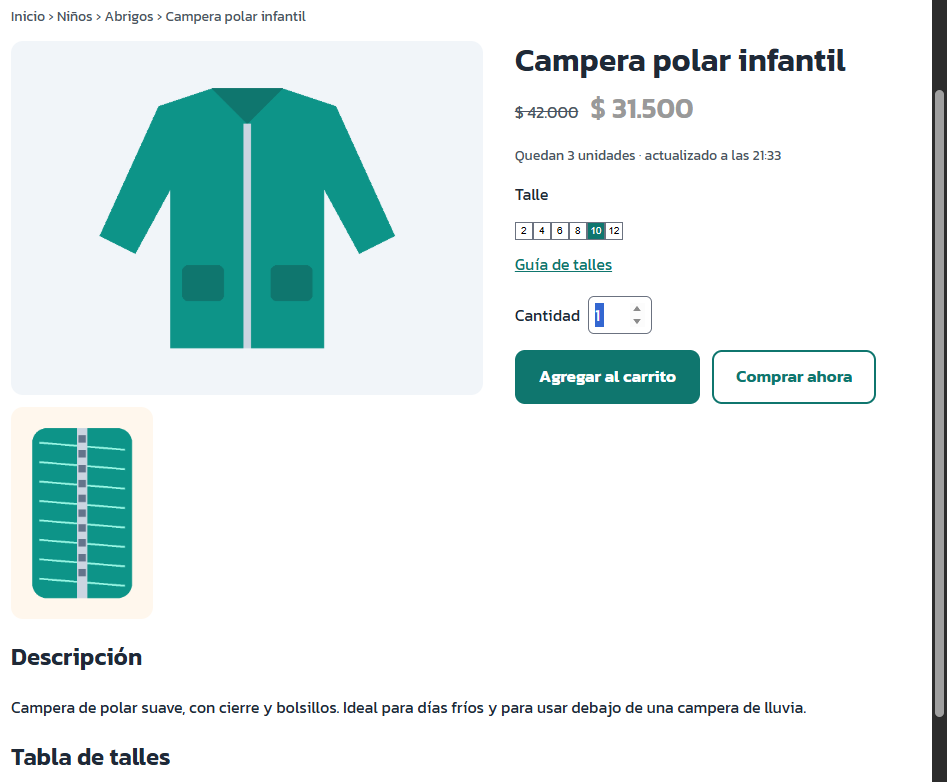 Inicio › Niños › Abrigos › Campera polar infantil
Campera polar infantil
$ 42.000 $ 31.500
Quedan 3 unidades · actualizado a las 21:33
Talle
2 4 6 8 10 12
Guía de talles
Cantidad 1
Agregar al carrito Comprar ahora
Descripción
Campera de polar suave, con cierre y bolsillos. Ideal para días fríos y para usar debajo de una campera de lluvia.
Tabla de talles